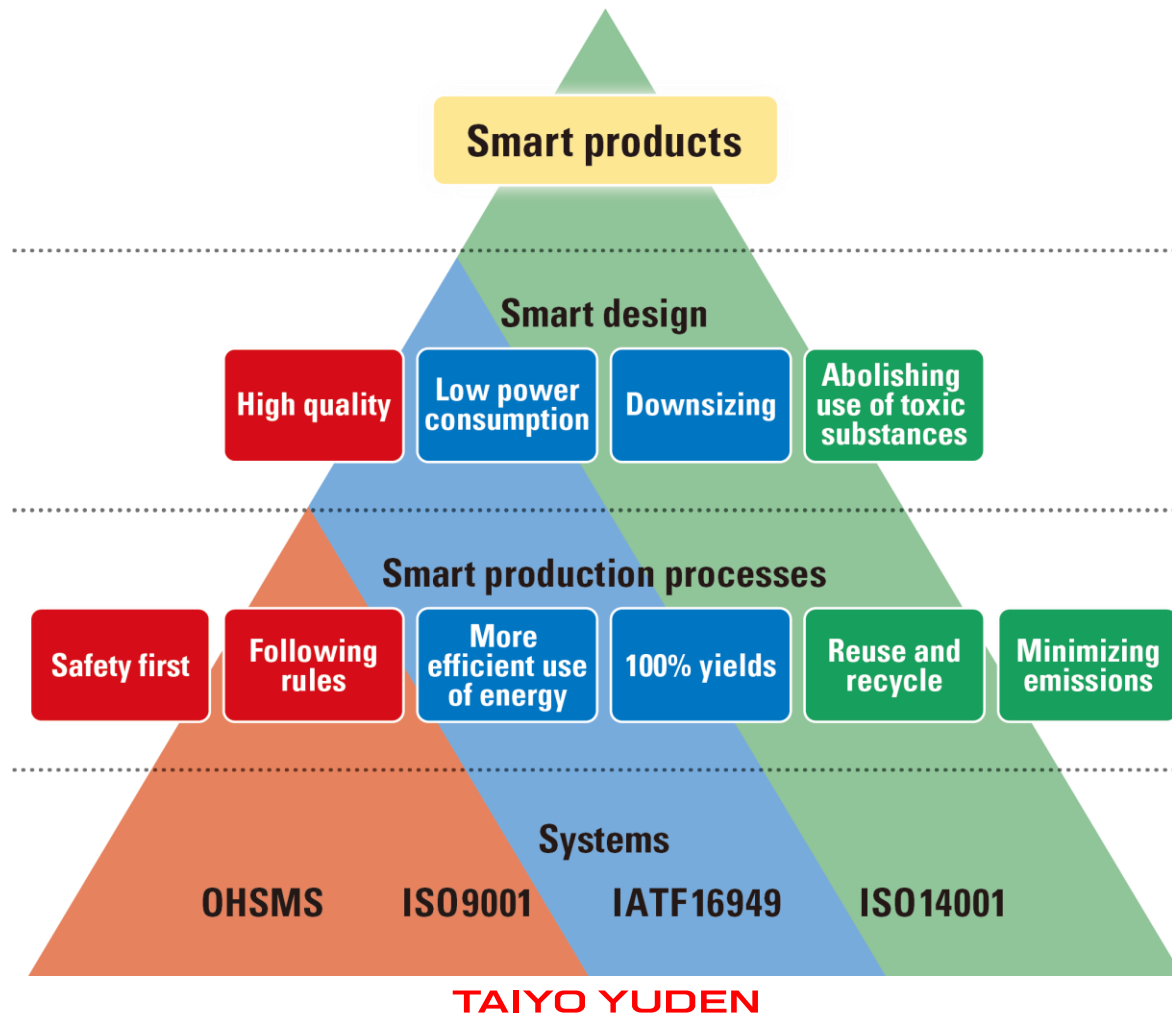 Smart products
Smart design
High quality
Low power
consumption
Downsizing
Abolishing
use of toxic
substances
Smart production processes
Safety first
Following
rules
More
efficient use
of energy
100% yields
Reuse and
recycle
Minimizing
emissions
Systems
OHSMS
ISO9001
IATF16949
ISO14001
TAIYO YUDEN